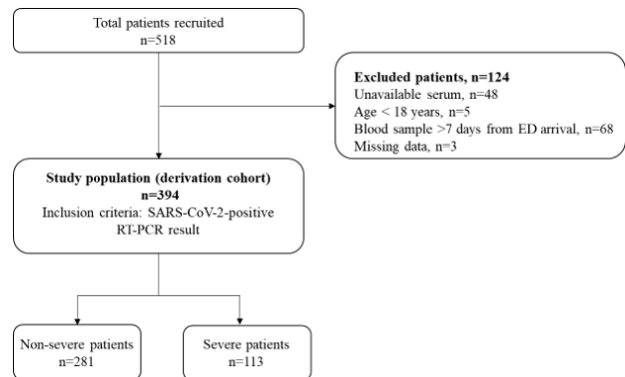 Total patients recruited
n=518
Excluded patients, n=124
Unavailable serum, n=48
Age < 18 years, n=5
Blood sample >7 days from ED arrival, n=68
Missing data, n=3
Study population (derivation cohort)
n=394
Inclusion criteria: SARS-CoV-2-positive
RT-PCR result
Non-severe patients
n=281
Severe patients
n=113